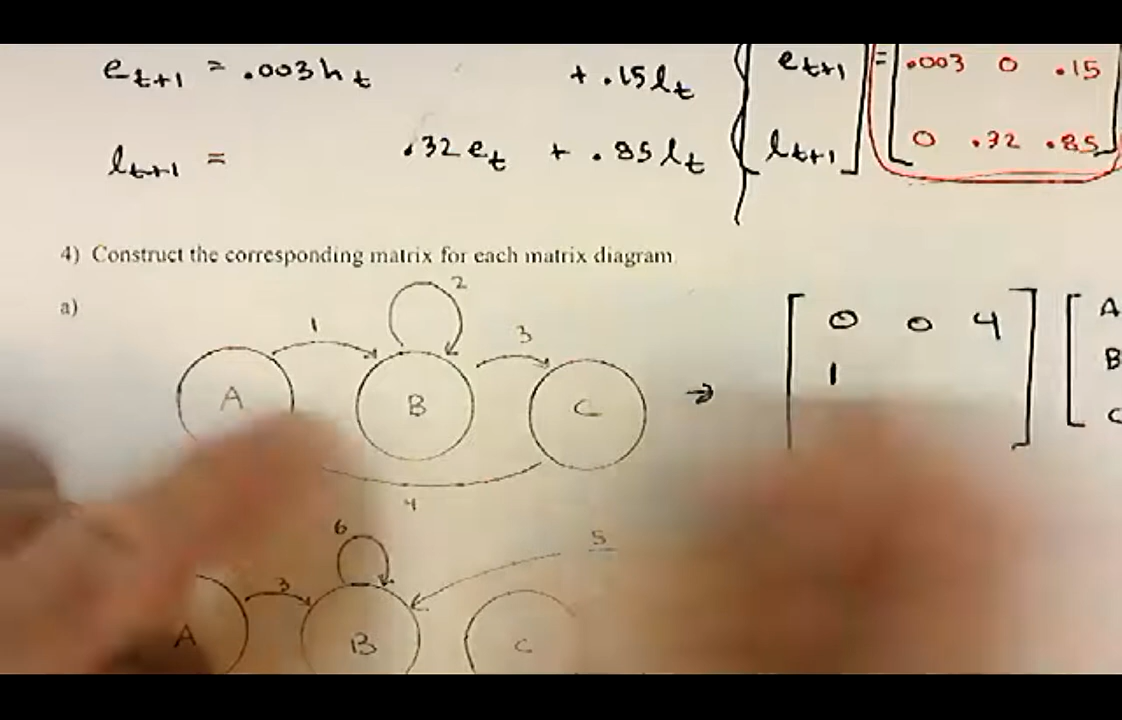 e_{t+1} = .003h_t + .15l_t { e_{t+1} ] = [ .003 0 .15
l_{t+1} = .32e_t + .85l_t l_{t+1} ] 0 .32 .85 ]
4) Construct the corresponding matrix for each matrix diagram
a)
2
1
3
A
B
C
4
→ [ 0 0 4 ] [ A
1 B
C
6
5
3
A
B
C